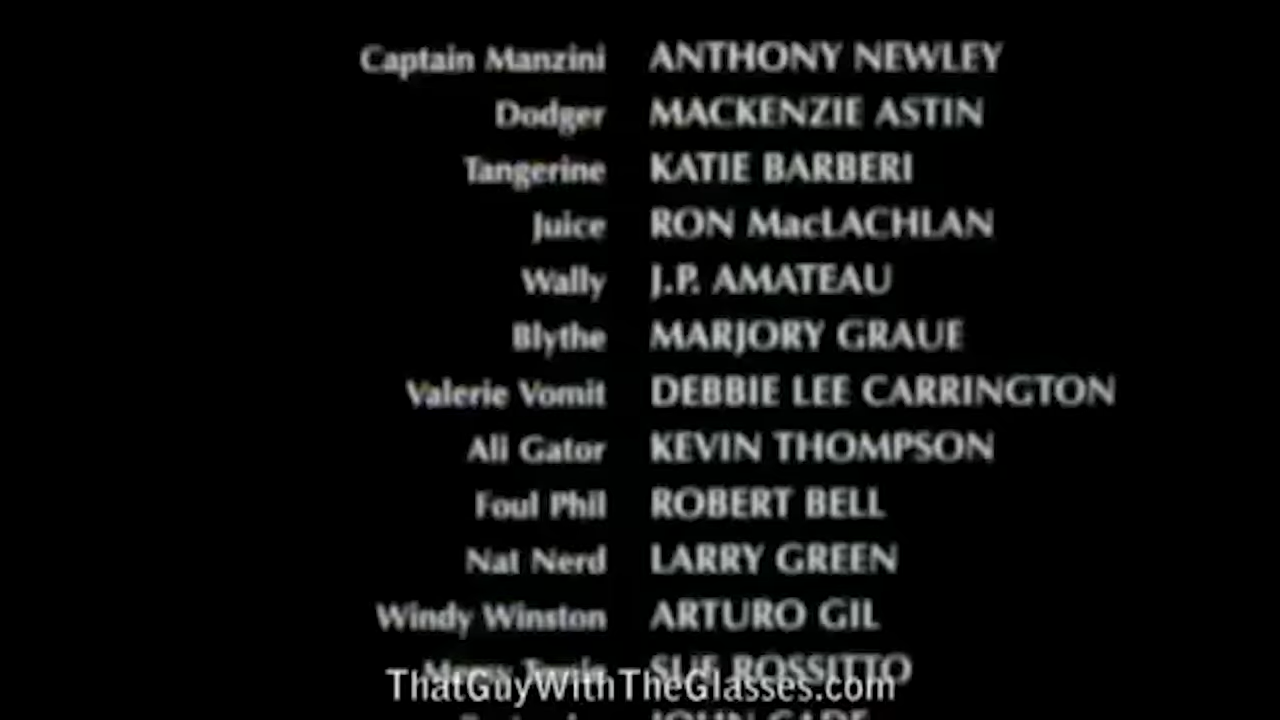 Captain Manzini ANTHONY NEWLEY
Dodger MACKENZIE ASTIN
Tangerine KATIE BARBERI
Juice RON MacLACHLAN
Wally J.P. AMATEAU
Blythe MARJORY GRAUE
Valerie Vomit DEBBIE LEE CARRINGTON
Ali Gator KEVIN THOMPSON
Foul Phil ROBERT BELL
Nat Nerd LARRY GREEN
Windy Winston ARTURO GIL
SUE ROSSITTO
ThatGuyWithTheGlasses.com